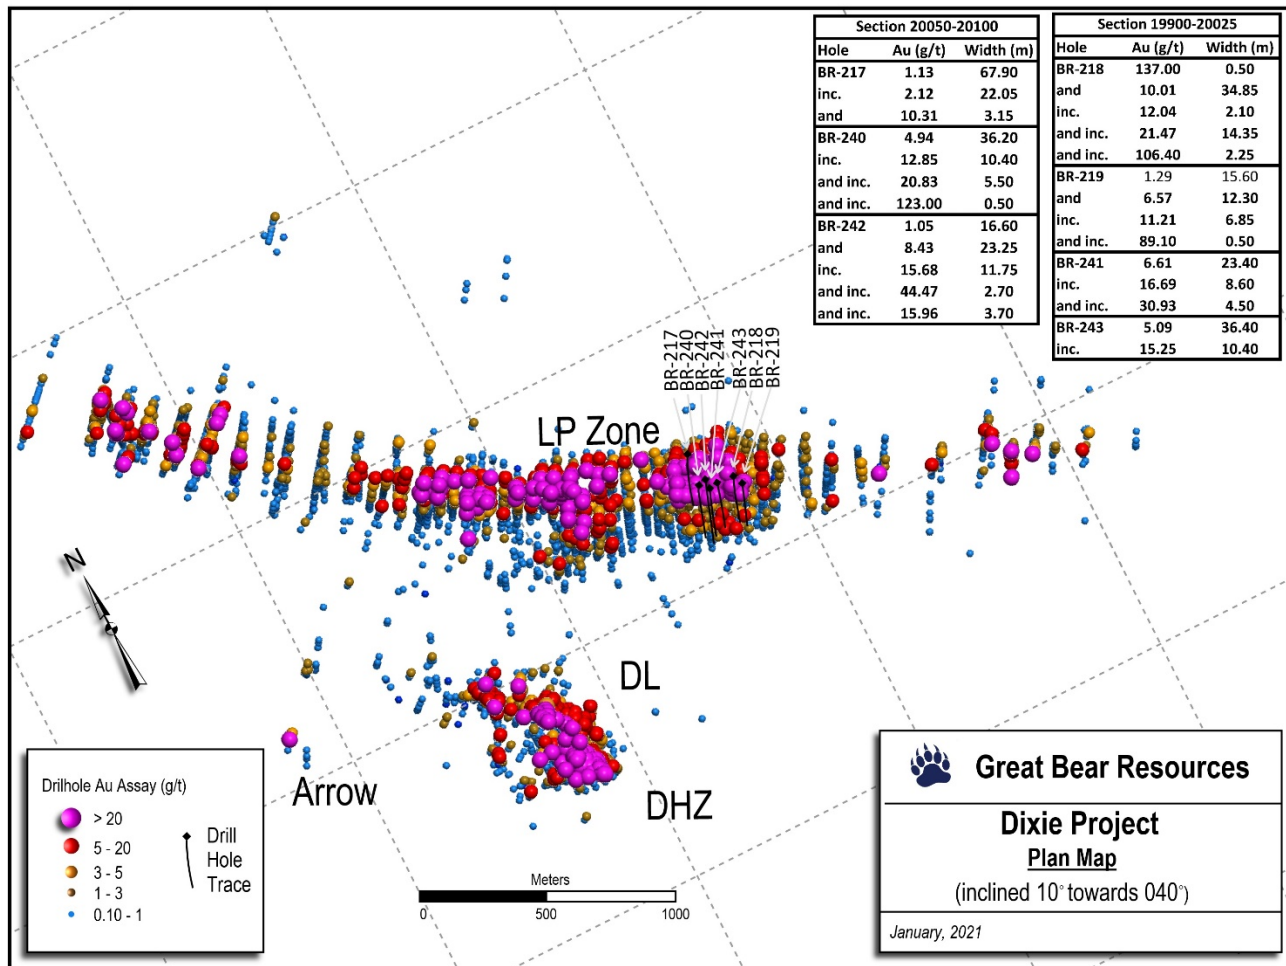 Section 20050-20100
Hole Au (g/t) Width (m)
BR-217 1.13 67.90
inc. 2.12 22.05
and 10.31 3.15
BR-240 4.94 36.20
inc. 12.85 10.40
and inc. 20.83 5.50
and inc. 123.00 0.50
BR-242 1.05 16.60
and 8.43 23.25
inc. 15.68 11.75
and inc. 44.47 2.70
and inc. 15.96 3.70
Section 19900-20025
Hole Au (g/t) Width (m)
BR-218 137.00 0.50
and 10.01 34.85
inc. 12.04 2.10
and inc. 21.47 14.35
and inc. 106.40 2.25
BR-219 1.29 15.60
and 6.57 12.30
inc. 11.21 6.85
and inc. 89.10 0.50
BR-241 6.61 23.40
inc. 16.69 8.60
and inc. 30.93 4.50
BR-243 5.09 36.40
inc. 15.25 10.40
BR-217
BR-240
BR-242
BR-241
BR-243
BR-218
BR-219
LP Zone
N
DL
Arrow
DHZ
Drilhole Au Assay (g/t)
> 20
5 - 20
3 - 5
1 - 3
0.10 - 1
Drill
Hole
Trace
Meters
0 500 1000
Great Bear Resources
Dixie Project
Plan Map
(inclined 10° towards 040°)
January, 2021